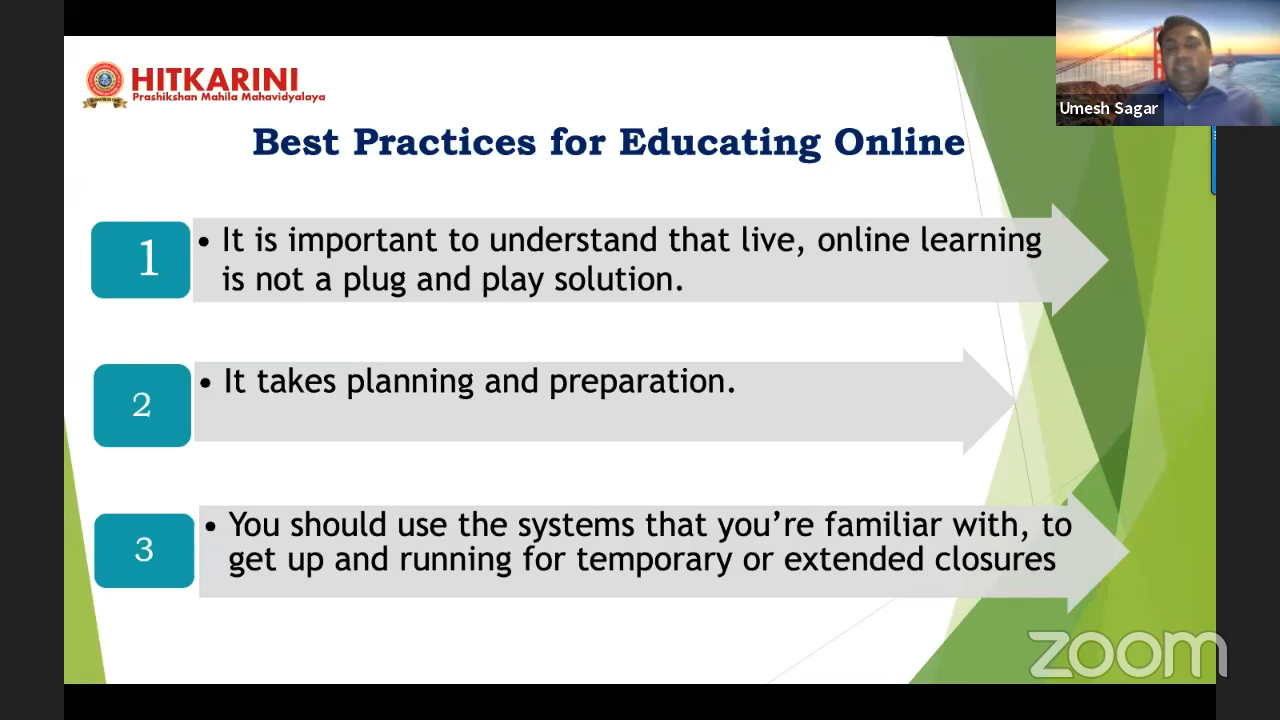 HITKARINI
Prashikshan Mahila Mahavidyalaya
Umesh Sagar
Best Practices for Educating Online
1
• It is important to understand that live, online learning
is not a plug and play solution.
2
• It takes planning and preparation.
3
• You should use the systems that you’re familiar with, to
get up and running for temporary or extended closures
zoom